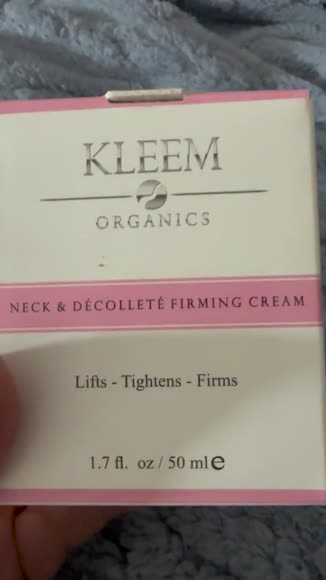 KLEEM
ORGANICS
NECK & DÉCOLLETÉ FIRMING CREAM
Lifts - Tightens - Firms
1.7 fl. oz / 50 ml ℮